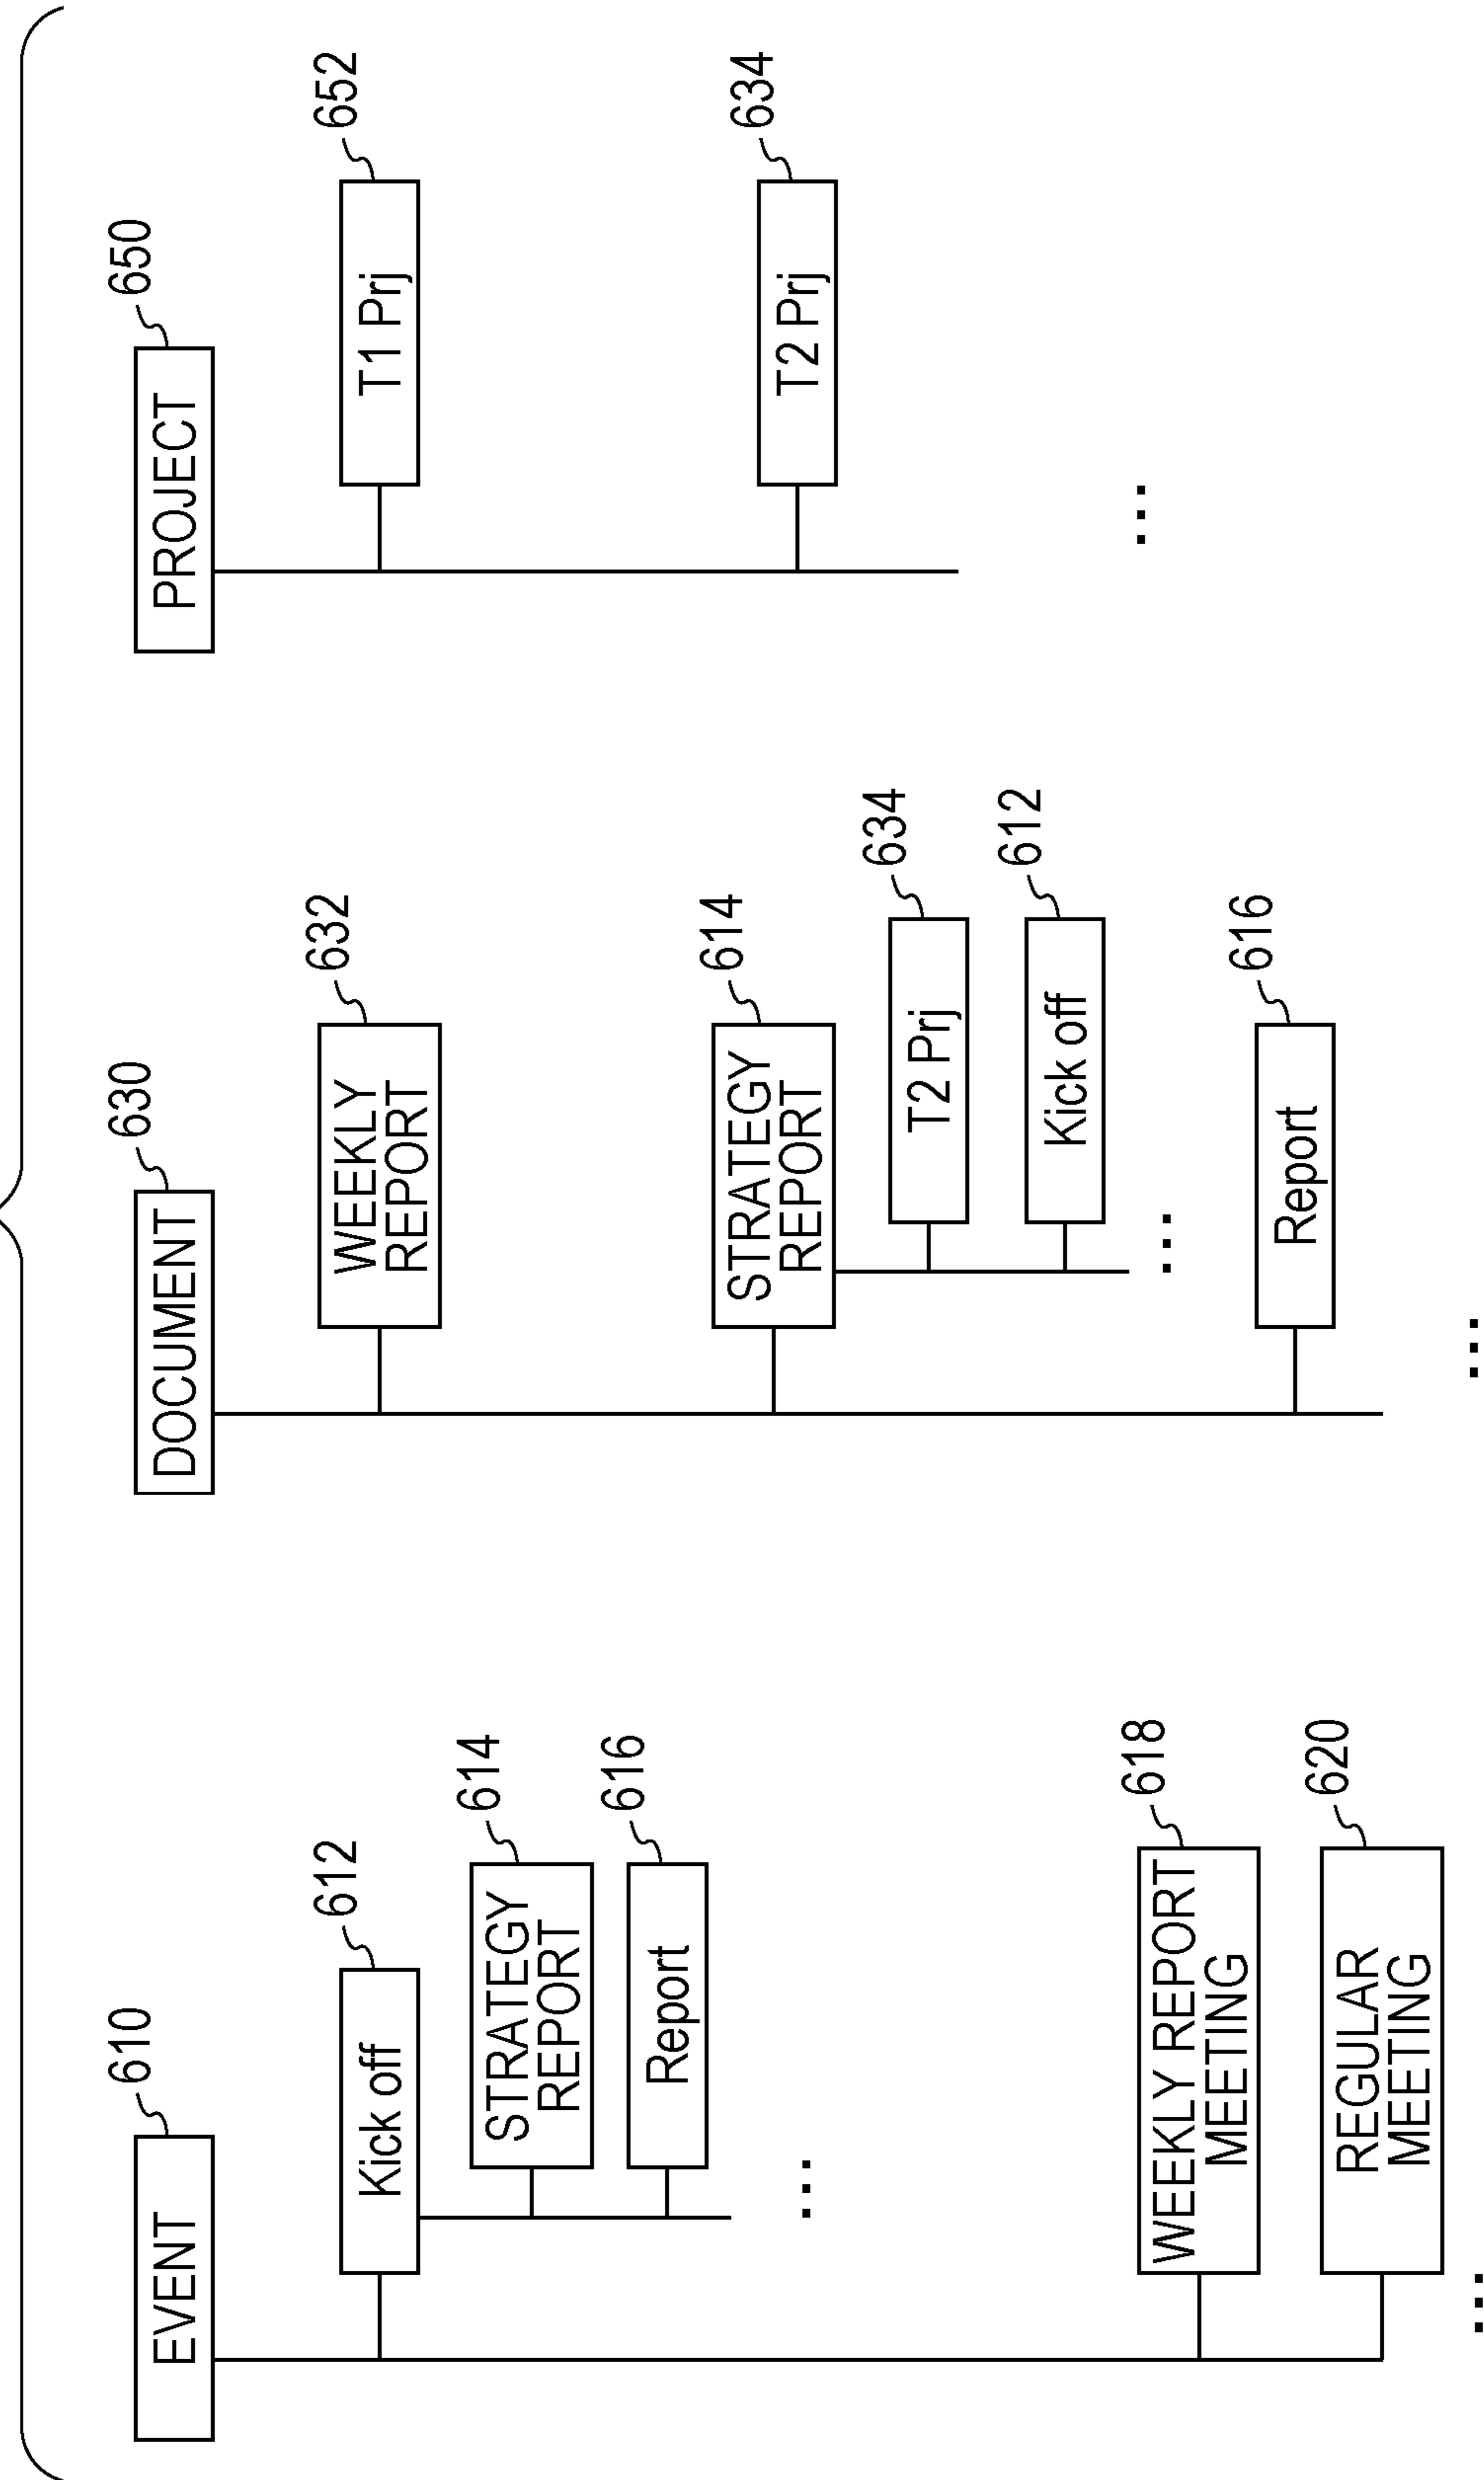 EVENT
610
Kick off
612
STRATEGY
REPORT
614
Report
616
...
WEEKLY REPORT
MEETING
618
REGULAR
MEETING
620
...
DOCUMENT
630
WEEKLY
REPORT
632
STRATEGY
REPORT
614
T2 Prj
634
Kick off
612
...
Report
616
...
PROJECT
650
T1 Prj
652
T2 Prj
634
...